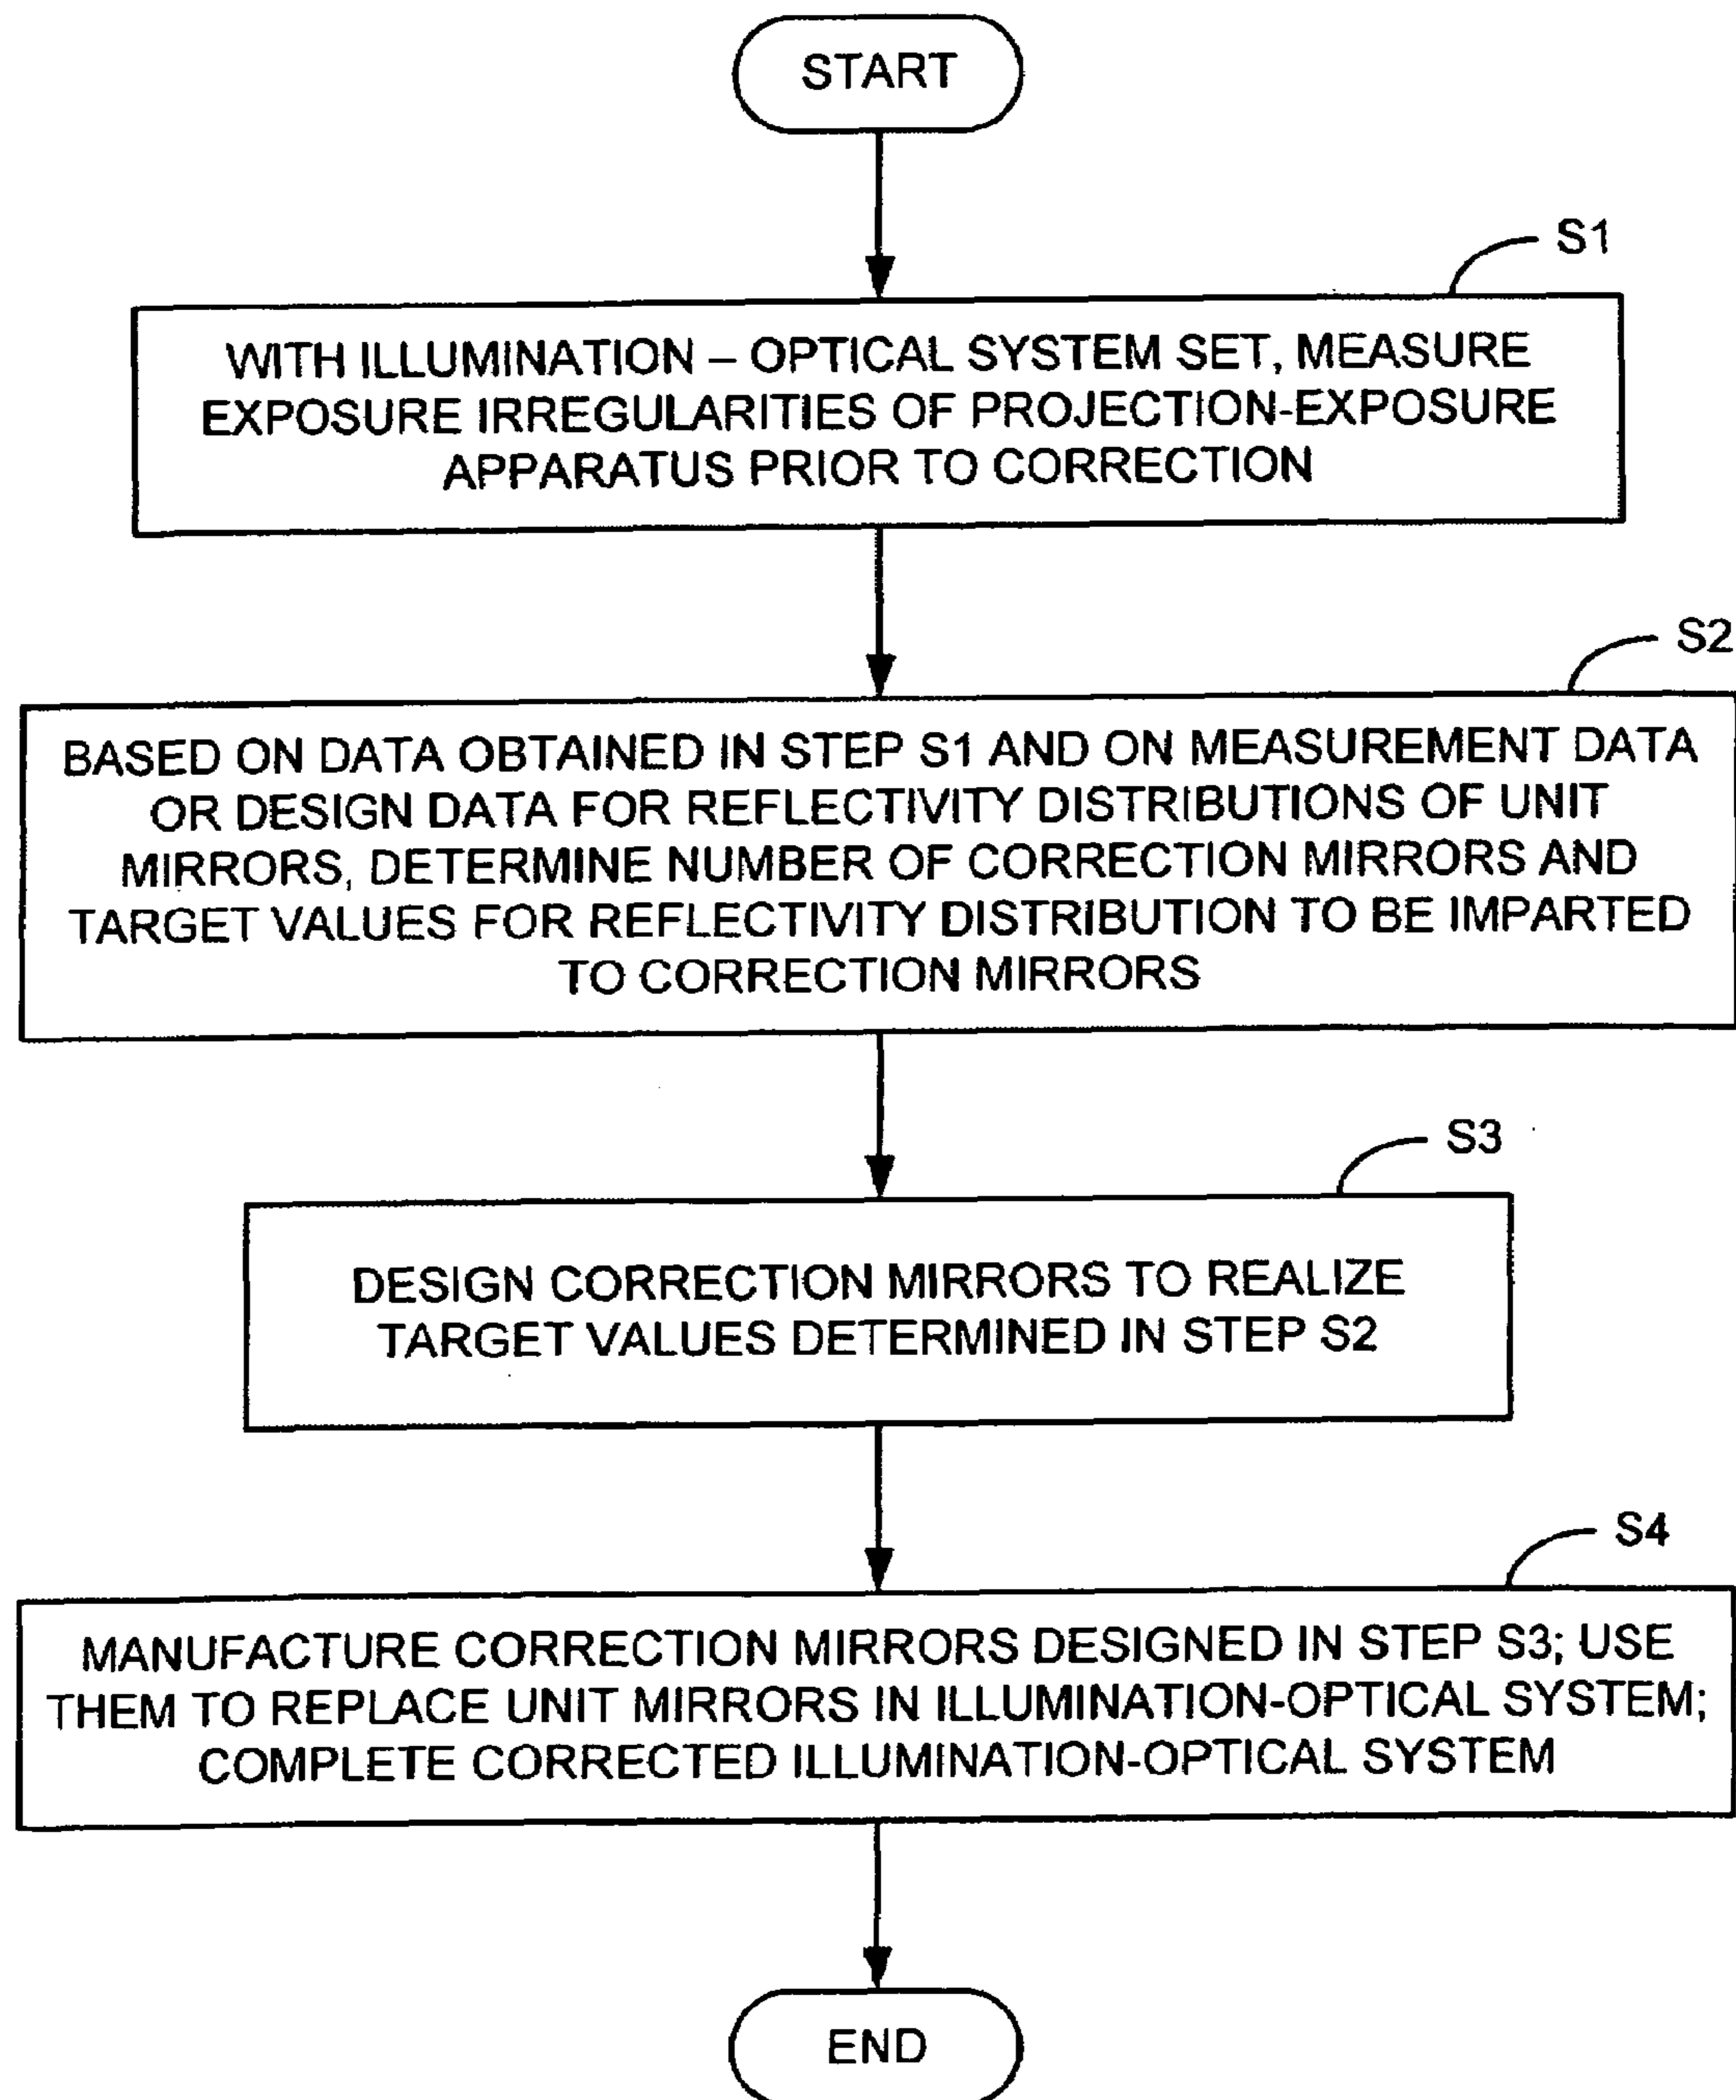 START
S1
WITH ILLUMINATION – OPTICAL SYSTEM SET, MEASURE
EXPOSURE IRREGULARITIES OF PROJECTION-EXPOSURE
APPARATUS PRIOR TO CORRECTION
S2
BASED ON DATA OBTAINED IN STEP S1 AND ON MEASUREMENT DATA
OR DESIGN DATA FOR REFLECTIVITY DISTRIBUTIONS OF UNIT
MIRRORS, DETERMINE NUMBER OF CORRECTION MIRRORS AND
TARGET VALUES FOR REFLECTIVITY DISTRIBUTION TO BE IMPARTED
TO CORRECTION MIRRORS
S3
DESIGN CORRECTION MIRRORS TO REALIZE
TARGET VALUES DETERMINED IN STEP S2
S4
MANUFACTURE CORRECTION MIRRORS DESIGNED IN STEP S3; USE
THEM TO REPLACE UNIT MIRRORS IN ILLUMINATION-OPTICAL SYSTEM;
COMPLETE CORRECTED ILLUMINATION-OPTICAL SYSTEM
END